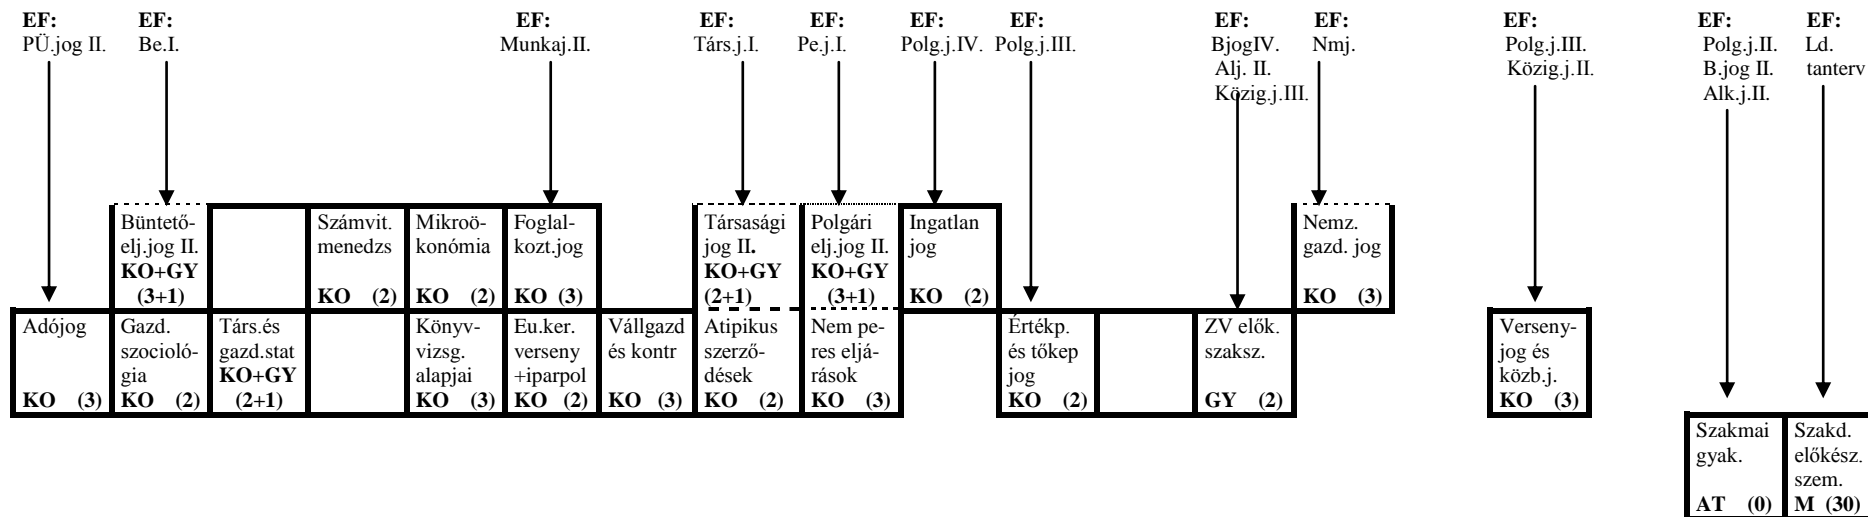 EF:
PÜ.jog II.
EF:
Be.I.
EF:
Munkaj.II.
EF:
Társ.j.I.
EF:
Pe.j.I.
EF:
Polg.j.IV.
EF:
Polg.j.III.
EF:
BjogIV.
Alj. II.
Közig.j.III.
EF:
Nmj.
EF:
Polg.j.III.
Közig.j.II.
EF:
Polg.j.II.
B.jog II.
Alk.j.II.
EF:
Ld.
tanterv
Büntető-
elj.jog II.
KO+GY
(3+1)
Számvit.
menedzs
KO (2)
Mikroö-
konómia
KO (2)
Foglal-
kozt.jog
KO (3)
Társasági
jog II.
KO+GY
(2+1)
Polgári
elj.jog II.
KO+GY
(3+1)
Ingatlan
jog
KO (2)
Nemz.
gazd. jog
KO (3)
Adójog
KO (3)
Gazd.
szocioló-
gia
KO (2)
Társ.és
gazd.stat
KO+GY
(2+1)
Könyv-
vizsg.
alapjai
KO (3)
Eu.ker.
verseny
+iparpol
KO (2)
Vállgazd
és kontr
KO (3)
Atipikus
szerző-
dések
KO (2)
Nem pe-
res eljá-
rások
KO (3)
Értékp.
és tőkep
jog
KO (2)
ZV elők.
szaksz.
GY (2)
Verseny-
jog és
közb.j.
KO (3)
Szakmai
gyak.
AT (0)
Szakd.
előkész.
szem.
M (30)